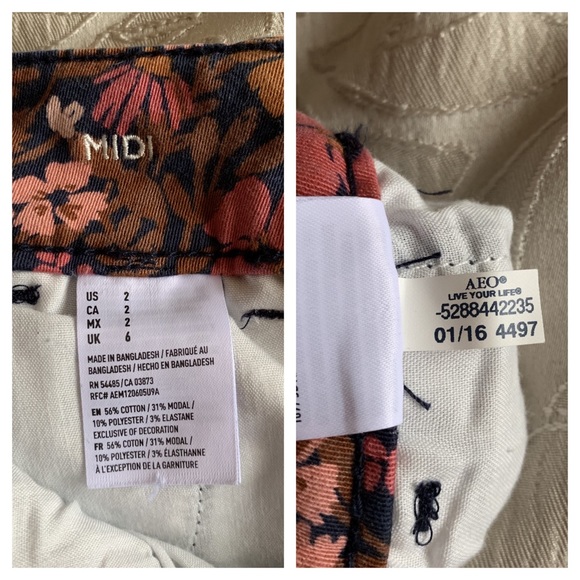 MIDI
US 2
CA 2
MX 2
UK 6
MADE IN BANGLADESH / FABRIQUÉ AU
BANGLADESH / HECHO EN BANGLADESH
RN 54485/CA 03873
RFC# AEM120605U9A
EN 56% COTTON / 31% MODAL /
10% POLYESTER / 3% ELASTANE
EXCLUSIVE OF DECORATION
FR 56% COTON / 31% MODAL /
10% POLYESTER / 3% ÉLASTHANNE
À L'EXCEPTION DE LA GARNITURE
AEO®
LIVE YOUR LIFE®
-5288442235
01/16 4497